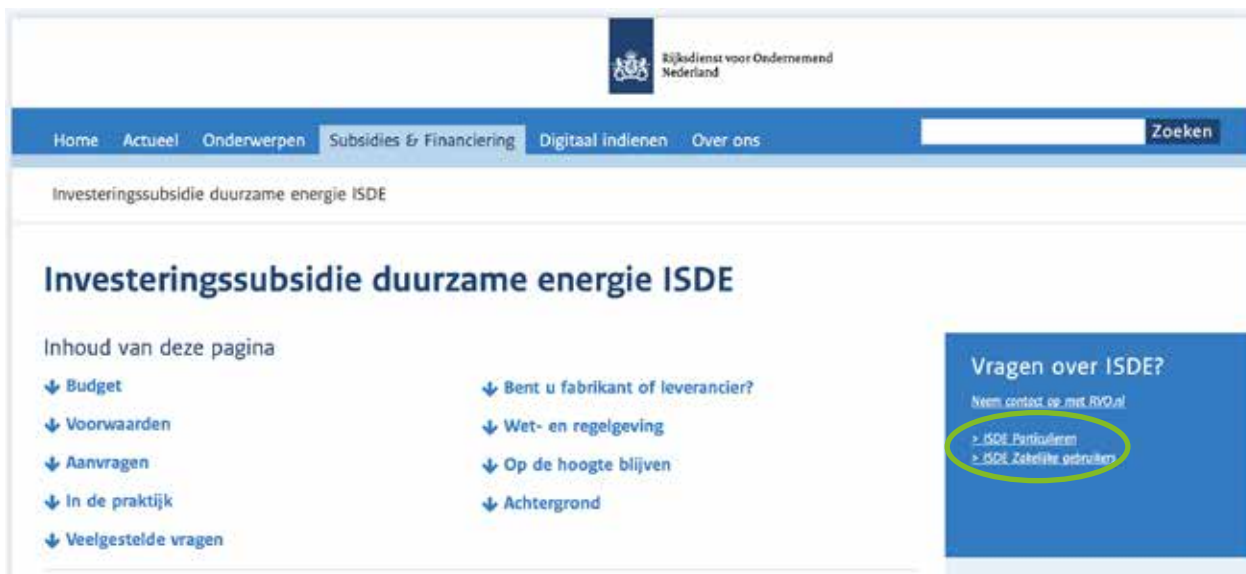 Rijksdienst voor Ondernemend
Nederland
Home Actueel Onderwerpen Subsidies & Financiering Digitaal indienen Over ons Zoeken
Investeringssubsidie duurzame energie ISDE
Investeringssubsidie duurzame energie ISDE
Inhoud van deze pagina
Budget
Voorwaarden
Aanvragen
In de praktijk
Veelgestelde vragen
Bent u fabrikant of leverancier?
Wet- en regelgeving
Op de hoogte blijven
Achtergrond
Vragen over ISDE?
Neem contact op met RVO.nl
> ISDE Particulieren
> ISDE Zakelijke gebruikers